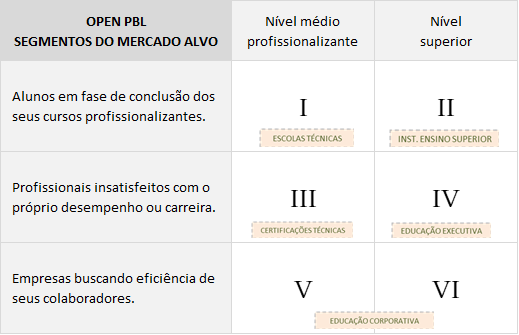 OPEN PBL
SEGMENTOS DO MERCADO ALVO
Nível médio
profissionalizante
Nível
superior
Alunos em fase de conclusão dos
seus cursos profissionalizantes.
I
ESCOLAS TÉCNICAS
II
INST. ENSINO SUPERIOR
Profissionais insatisfeitos com o
próprio desempenho ou carreira.
III
CERTIFICAÇÕES TÉCNICAS
IV
EDUCAÇÃO EXECUTIVA
Empresas buscando eficiência de
seus colaboradores.
V
VI
EDUCAÇÃO CORPORATIVA